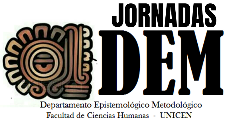 JORNADAS
DEM
Departamento Epistemológico Metodológico
Facultad de Ciencias Humanas - UNICEN